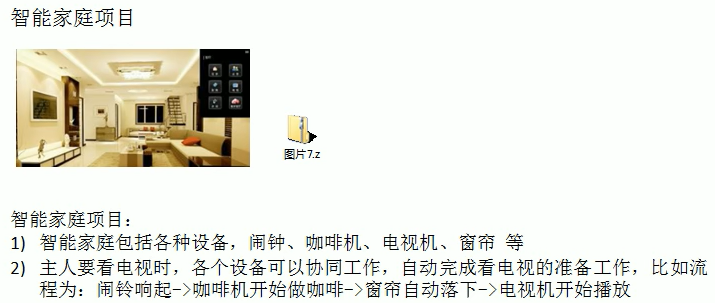 智能家庭项目
图片7.z
智能家庭项目：
1) 智能家庭包括各种设备，闹钟、咖啡机、电视机、窗帘 等
2) 主人要看电视时，各个设备可以协同工作，自动完成看电视的准备工作，比如流
程为：闹铃响起->咖啡机开始做咖啡->窗帘自动落下->电视机开始播放